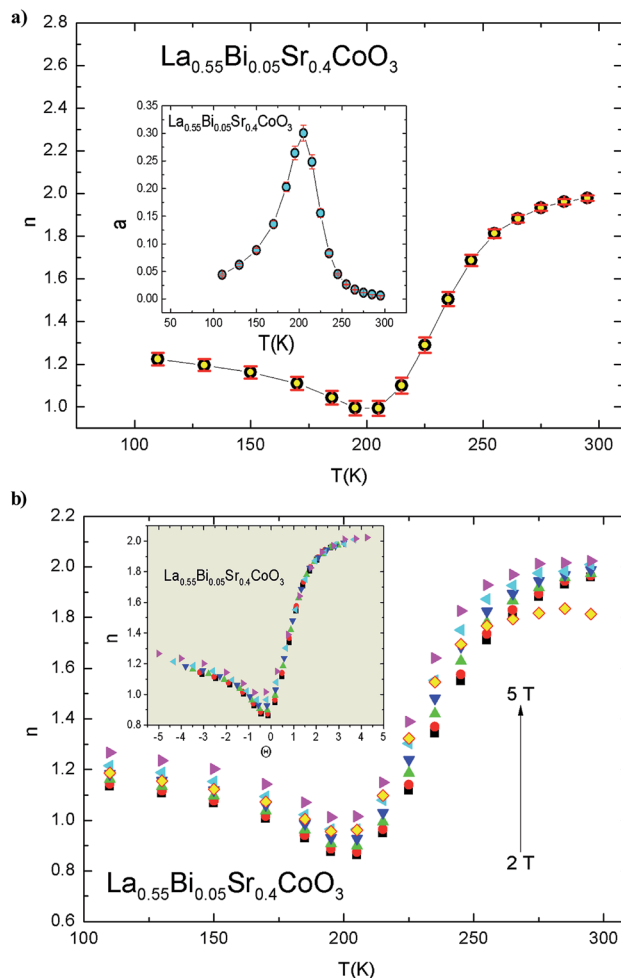 a)
La0.55Bi0.05Sr0.4CoO3
2.8
2.6
2.4
2.2
2.0
1.8
1.6
1.4
1.2
1.0
n
100
150
200
250
300
T(K)
La0.55Bi0.05Sr0.4CoO3
0.35
0.30
0.25
0.20
0.15
0.10
0.05
0.00
a
50
100
150
200
250
300
T(K)
b)
2.2
2.0
1.8
1.6
1.4
1.2
1.0
0.8
0.6
n
La0.55Bi0.05Sr0.4CoO3
2.0
1.8
1.6
1.4
1.2
1.0
0.8
n
-5 -4 -3 -2 -1 0 1 2 3 4 5
Θ
5 T
2 T
La0.55Bi0.05Sr0.4CoO3
100
150
200
250
300
T(K)